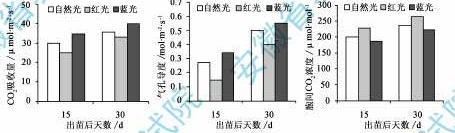 CO₂吸收量/μmol·m⁻²·s⁻¹
50
40
30
20
10
0
□自然光 □红光 ■蓝光
15 30
出苗后天数/d
气孔导度/mol·m⁻²·s⁻¹
0.7
0.6
0.5
0.4
0.3
0.2
0.1
0
□自然光 □红光 ■蓝光
15 30
出苗后天数/d
胞间CO₂浓度/μmol·mol⁻¹
300
250
200
150
100
50
0
□自然光 □红光 ■蓝光
15 30
出苗后天数/d
试院
安徽省